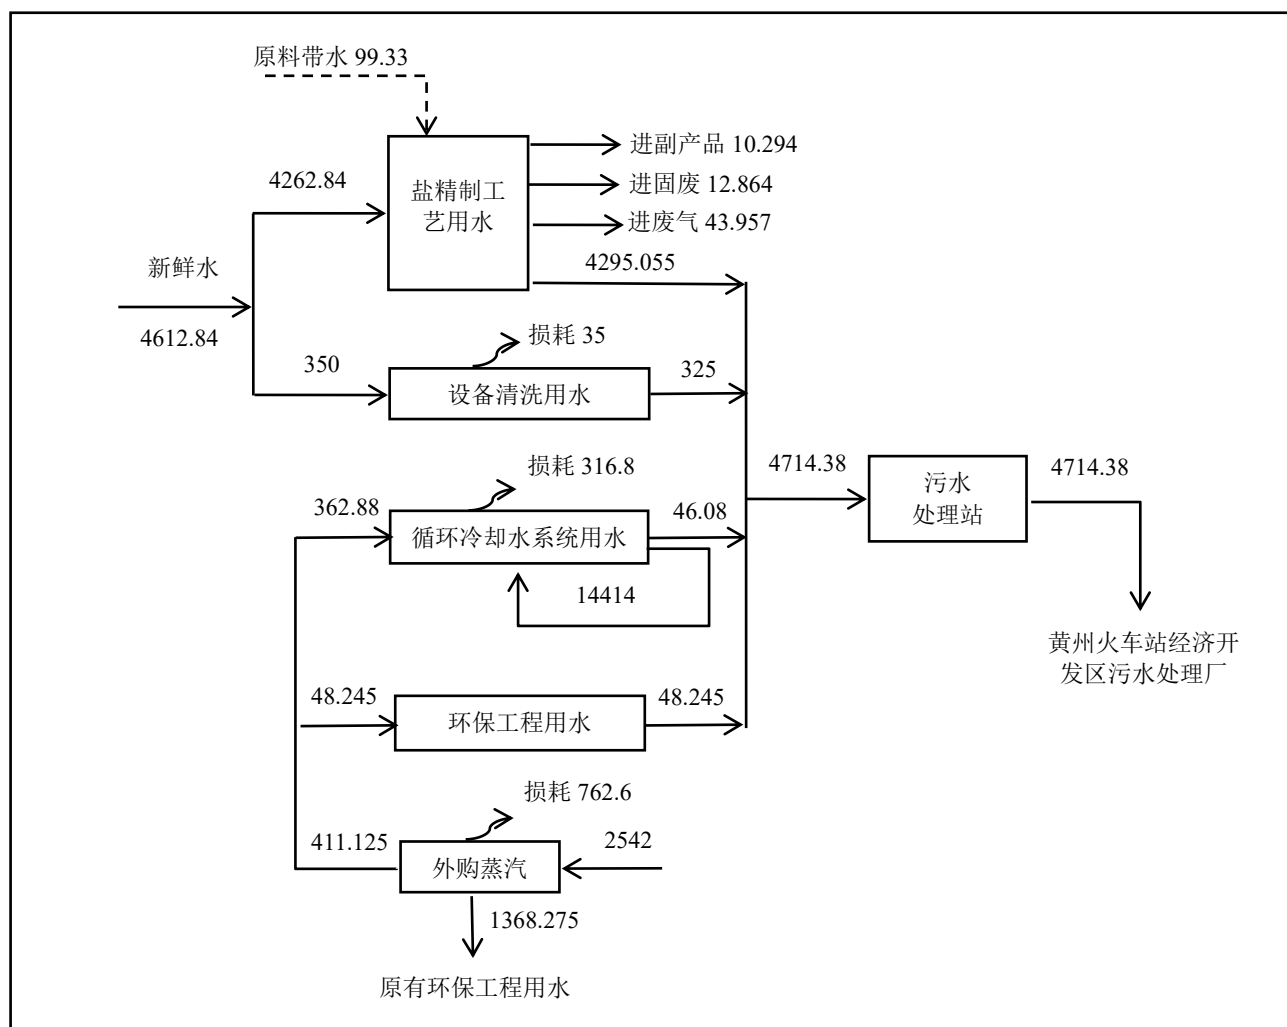 原料带水 99.33
进副产品 10.294
4262.84
盐精制工
艺用水
进固废 12.864
进废气 43.957
新鲜水
4295.055
4612.84
损耗 35
350
设备清洗用水
325
损耗 316.8
4714.38
污水
处理站
4714.38
362.88
循环冷却水系统用水
46.08
14414
黄州火车站经济开
发区污水处理厂
48.245
环保工程用水
48.245
损耗 762.6
411.125
外购蒸汽
2542
1368.275
原有环保工程用水